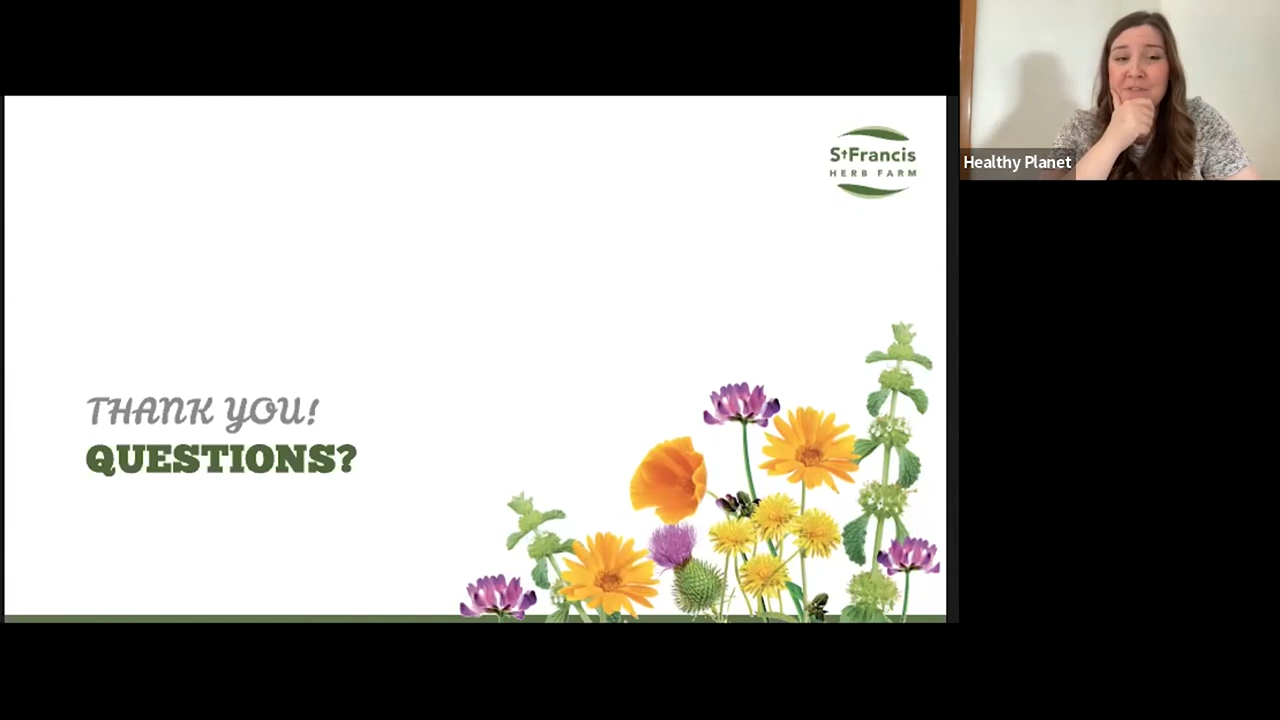 StFrancis
HERB FARM
Healthy Planet
THANK YOU!
QUESTIONS?